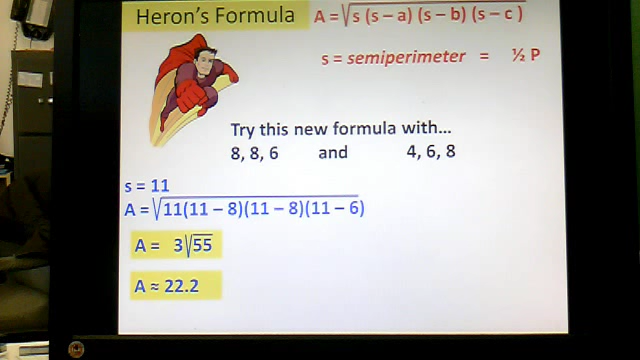 Heron's Formula A = √s (s – a) (s – b) (s – c )
s = semiperimeter = ½ P
Try this new formula with...
8, 8, 6 and 4, 6, 8
s = 11
A = √11(11 – 8)(11 – 8)(11 – 6)
A = 3√55
A ≈ 22.2